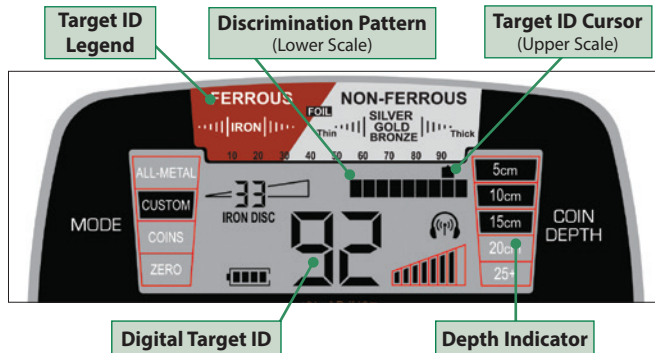 Target ID
Legend
Discrimination Pattern
(Lower Scale)
Target ID Cursor
(Upper Scale)
FERROUS
NON-FERROUS
FOIL
IRON
Thin
SILVER
GOLD
BRONZE
Thick
10 20 30 40 50 60 70 80 90
ALL-METAL
CUSTOM
COINS
ZERO
MODE
33
IRON DISC
92
5cm
10cm
15cm
20cm
25+
COIN
DEPTH
Digital Target ID
Depth Indicator